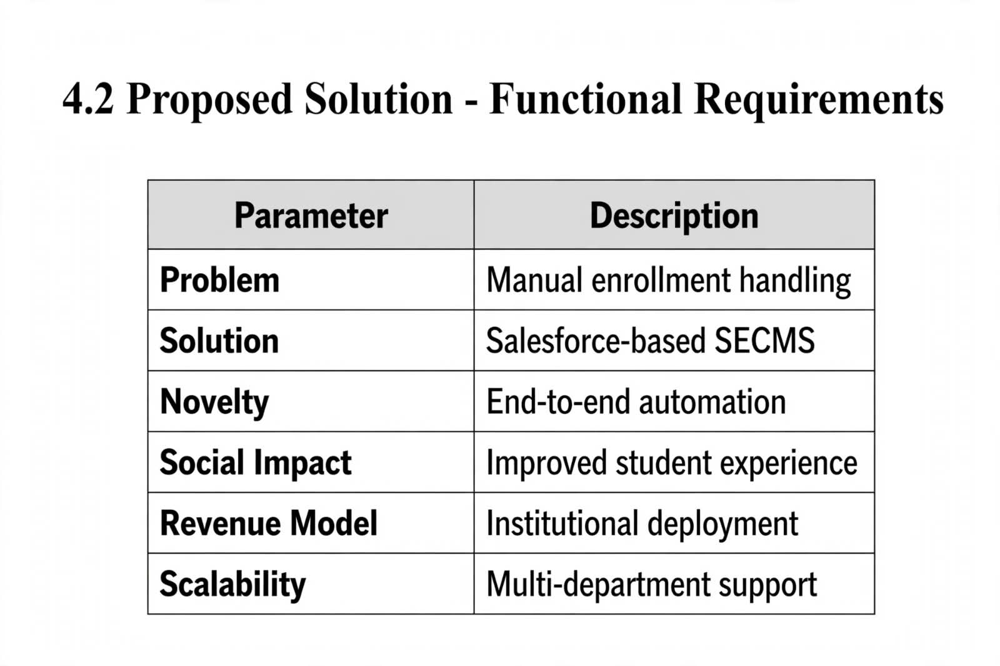 4.2 Proposed Solution - Functional Requirements
Parameter Description
Problem Manual enrollment handling
Solution Salesforce-based SECMS
Novelty End-to-end automation
Social Impact Improved student experience
Revenue Model Institutional deployment
Scalability Multi-department support